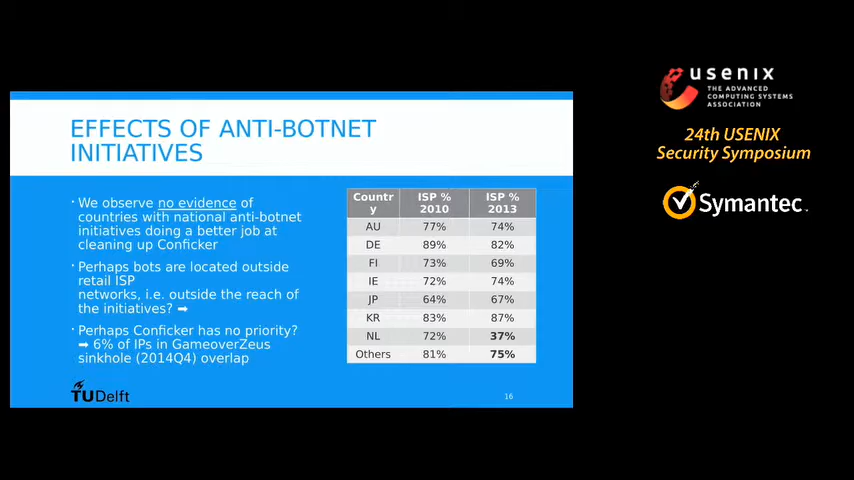 usenix
THE ADVANCED
COMPUTING SYSTEMS
ASSOCIATION
24th USENIX
Security Symposium
Symantec.
EFFECTS OF ANTI-BOTNET
INITIATIVES
We observe no evidence of
countries with national anti-botnet
initiatives doing a better job at
cleaning up Conficker
Perhaps bots are located outside
retail ISP
networks, i.e. outside the reach of
the initiatives? ➡
Perhaps Conficker has no priority?
➡ 6% of IPs in GameoverZeus
sinkhole (2014Q4) overlap
Countr
y
ISP %
2010
ISP %
2013
AU 77% 74%
DE 89% 82%
FI 73% 69%
IE 72% 74%
JP 64% 67%
KR 83% 87%
NL 72% 37%
Others 81% 75%
TUDelft
16